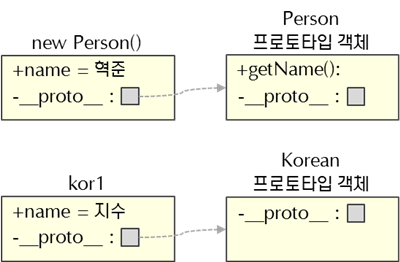 new Person()
+name = 혁준
-__proto__ :
Person
프로토타입 객체
+getName():
-__proto__ :
kor1
+name = 지수
-__proto__ :
Korean
프로토타입 객체
-__proto__ :